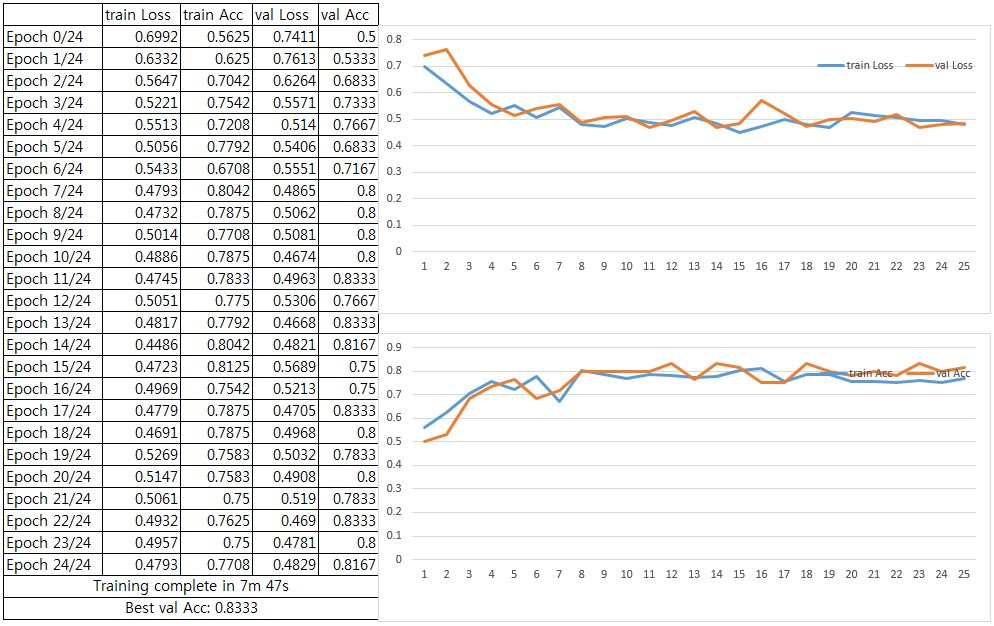 train Loss train Acc val Loss val Acc
Epoch 0/24 0.6992 0.5625 0.7411 0.5
Epoch 1/24 0.6332 0.625 0.7613 0.5333
Epoch 2/24 0.5647 0.7042 0.6264 0.6833
Epoch 3/24 0.5221 0.7542 0.5571 0.7333
Epoch 4/24 0.5513 0.7208 0.514 0.7667
Epoch 5/24 0.5056 0.7792 0.5406 0.6833
Epoch 6/24 0.5433 0.6708 0.5551 0.7167
Epoch 7/24 0.4793 0.8042 0.4865 0.8
Epoch 8/24 0.4732 0.7875 0.5062 0.8
Epoch 9/24 0.5014 0.7708 0.5081 0.8
Epoch 10/24 0.4886 0.7875 0.4674 0.8
Epoch 11/24 0.4745 0.7833 0.4963 0.8333
Epoch 12/24 0.5051 0.775 0.5306 0.7667
Epoch 13/24 0.4817 0.7792 0.4668 0.8333
Epoch 14/24 0.4486 0.8042 0.4821 0.8167
Epoch 15/24 0.4723 0.8125 0.5689 0.75
Epoch 16/24 0.4969 0.7542 0.5213 0.75
Epoch 17/24 0.4779 0.7875 0.4705 0.8333
Epoch 18/24 0.4691 0.7875 0.4968 0.8
Epoch 19/24 0.5269 0.7583 0.5032 0.7833
Epoch 20/24 0.5147 0.7583 0.4908 0.8
Epoch 21/24 0.5061 0.75 0.519 0.7833
Epoch 22/24 0.4932 0.7625 0.469 0.8333
Epoch 23/24 0.4957 0.75 0.4781 0.8
Epoch 24/24 0.4793 0.7708 0.4829 0.8167
Training complete in 7m 47s
Best val Acc: 0.8333
0.8
0.7
0.6
0.5
0.4
0.3
0.2
0.1
0
1 2 3 4 5 6 7 8 9 10 11 12 13 14 15 16 17 18 19 20 21 22 23 24 25
train Loss val Loss
0.9
0.8
0.7
0.6
0.5
0.4
0.3
0.2
0.1
0
1 2 3 4 5 6 7 8 9 10 11 12 13 14 15 16 17 18 19 20 21 22 23 24 25
train Acc val Acc